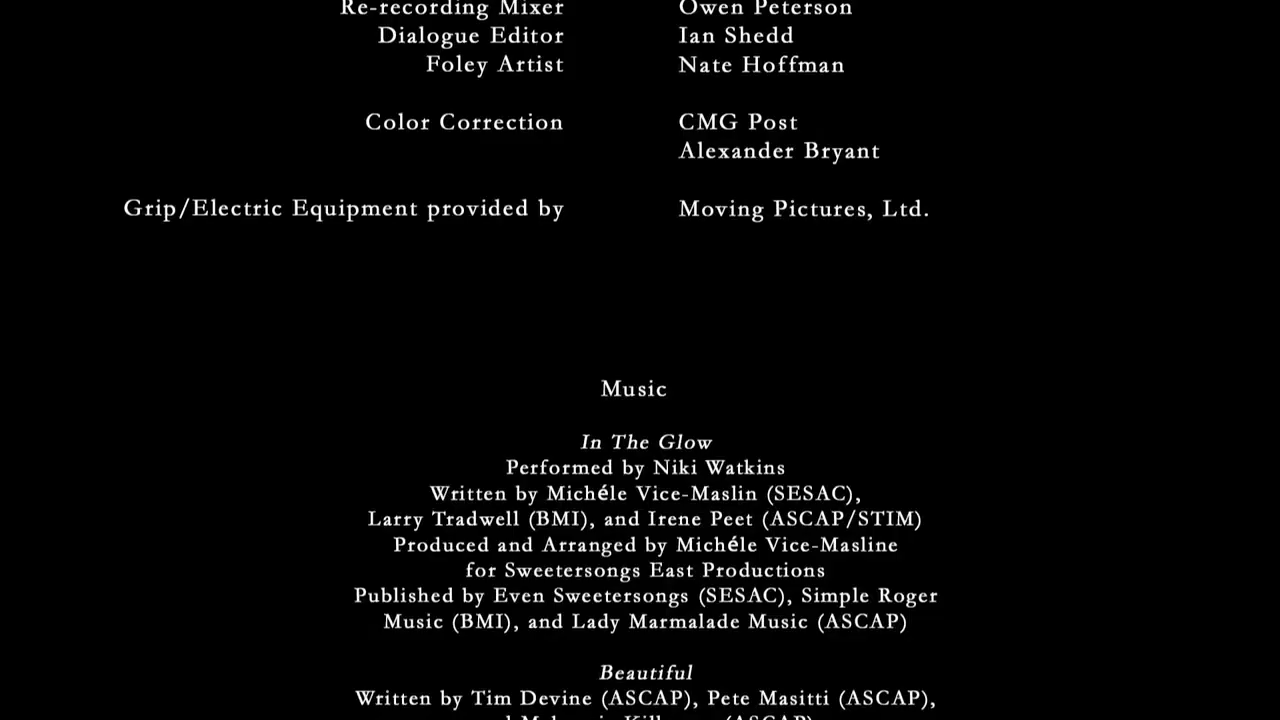 Re-recording Mixer Owen Peterson
Dialogue Editor Ian Shedd
Foley Artist Nate Hoffman
Color Correction CMG Post
Alexander Bryant
Grip/Electric Equipment provided by Moving Pictures, Ltd.
Music
In The Glow
Performed by Niki Watkins
Written by Michéle Vice-Maslin (SESAC),
Larry Tradwell (BMI), and Irene Peet (ASCAP/STIM)
Produced and Arranged by Michéle Vice-Masline
for Sweetersongs East Productions
Published by Even Sweetersongs (SESAC), Simple Roger
Music (BMI), and Lady Marmalade Music (ASCAP)
Beautiful
Written by Tim Devine (ASCAP), Pete Masitti (ASCAP),
(ASCAP)